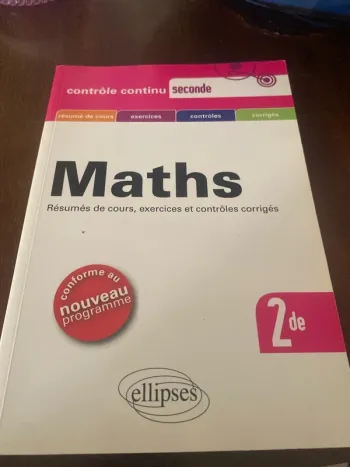 contrôle continu seconde
résumé de cours exercices contrôles corrigés
Maths
Résumés de cours, exercices et contrôles corrigés
conforme au
nouveau
programme
2de
ellipses